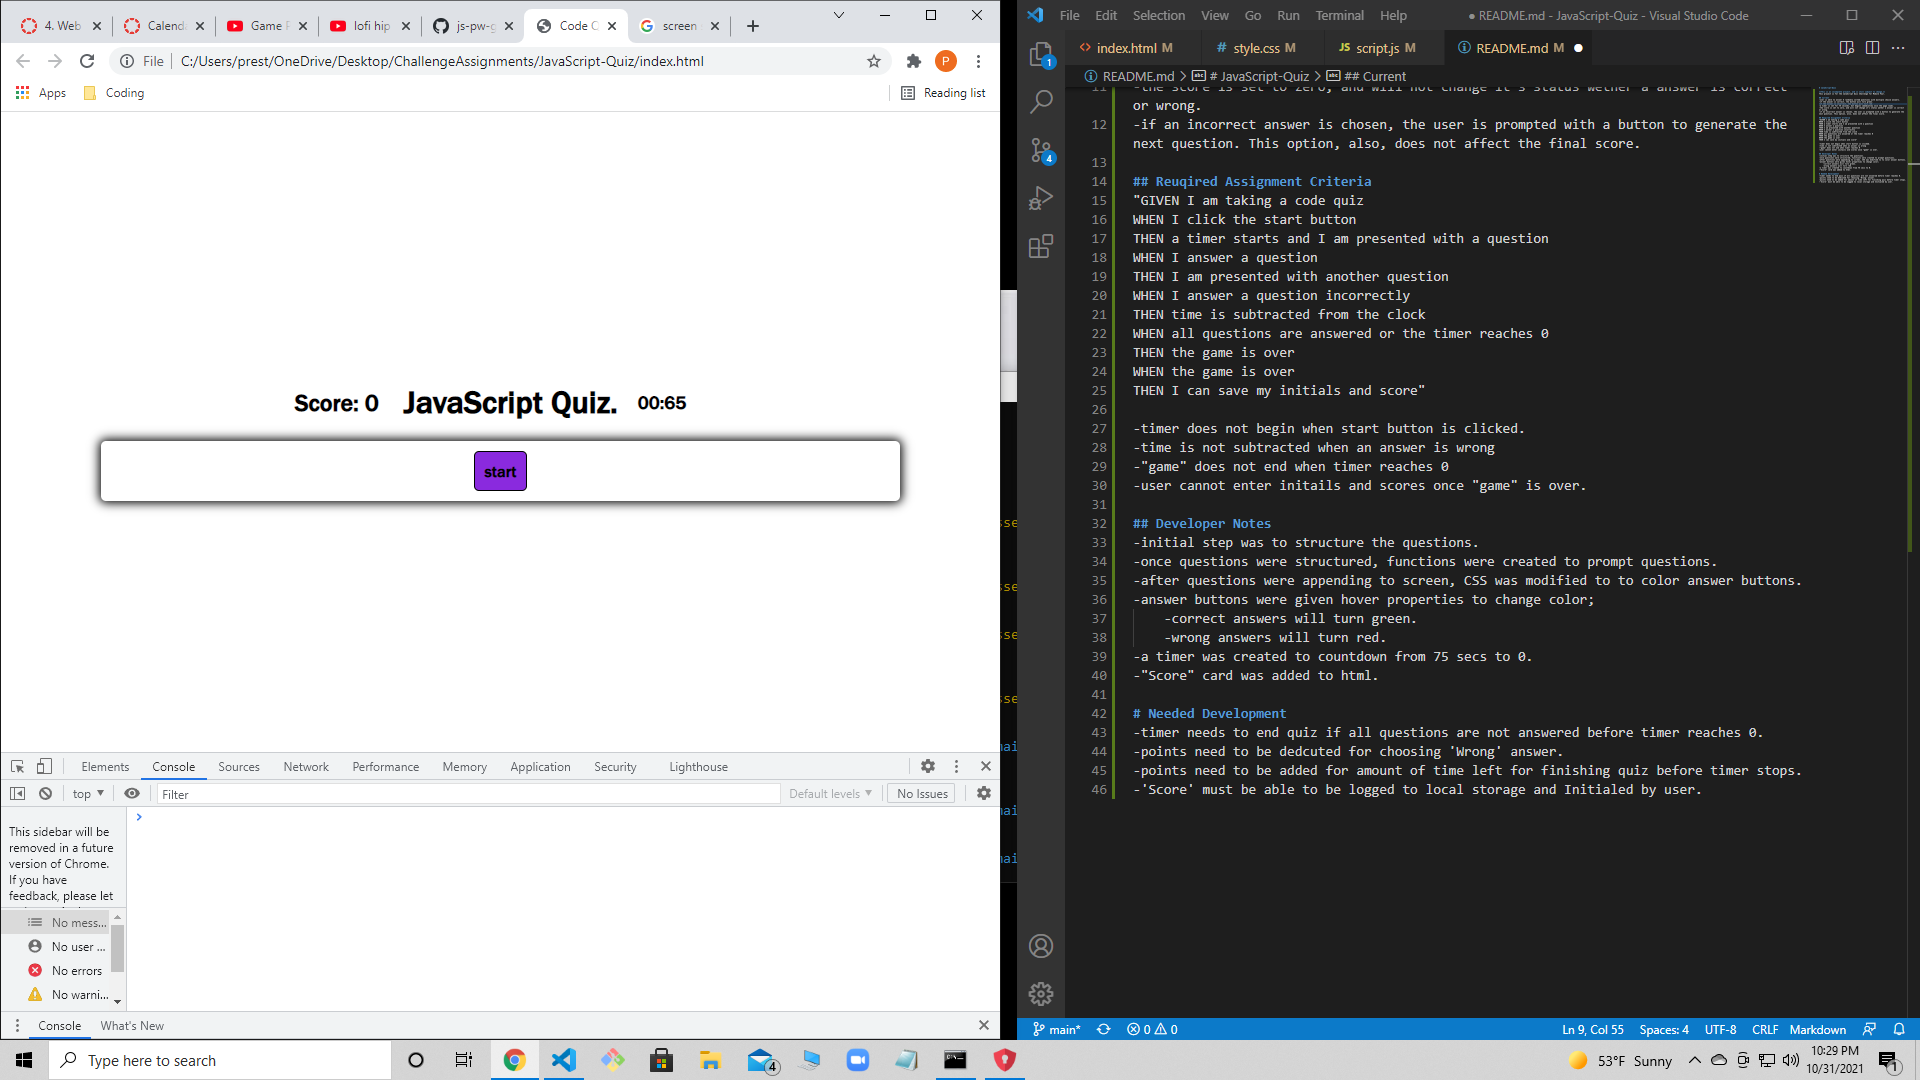 4. Web
Calend
Game F
lofi hip
js-pw-g
Code C
screen
File
C:/Users/prest/OneDrive/Desktop/ChallengeAssignments/JavaScript-Quiz/index.html
P
Apps
Coding
Reading list
Score: 0
JavaScript Quiz.
00:65
start
Elements
Console
Sources
Network
Performance
Memory
Application
Security
Lighthouse
top
Filter
Default levels
No Issues
This sidebar will be
removed in a future
version of Chrome.
If you have
feedback, please let
No mess...
No user ...
No errors
No warni...
Console
What's New
File
Edit
Selection
View
Go
Run
Terminal
Help
● README.md - JavaScript-Quiz - Visual Studio Code
index.html M
# style.css M
JS script.js M
README.md M
README.md > # JavaScript-Quiz > ## Current
1
4
11 -the score is set to zero, and will not change it's status wether a answer is correct
or wrong.
12 -if an incorrect answer is chosen, the user is prompted with a button to generate the
next question. This option, also, does not affect the final score.
13
14 ## Reuqired Assignment Criteria
15 "GIVEN I am taking a code quiz
16 WHEN I click the start button
17 THEN a timer starts and I am presented with a question
18 WHEN I answer a question
19 THEN I am presented with another question
20 WHEN I answer a question incorrectly
21 THEN time is subtracted from the clock
22 WHEN all questions are answered or the timer reaches 0
23 THEN the game is over
24 WHEN the game is over
25 THEN I can save my initials and score"
26
27 -timer does not begin when start button is clicked.
28 -time is not subtracted when an answer is wrong
29 -"game" does not end when timer reaches 0
30 -user cannot enter initails and scores once "game" is over.
31
32 ## Developer Notes
33 -initial step was to structure the questions.
34 -once questions were structured, functions were created to prompt questions.
35 -after questions were appending to screen, CSS was modified to to color answer buttons.
36 -answer buttons were given hover properties to change color;
37 -correct answers will turn green.
38 -wrong answers will turn red.
39 -a timer was created to countdown from 75 secs to 0.
40 -"Score" card was added to html.
41
42 # Needed Development
43 -timer needs to end quiz if all questions are not answered before timer reaches 0.
44 -points need to be dedcuted for choosing 'Wrong' answer.
45 -points need to be added for amount of time left for finishing quiz before timer stops.
46 -'Score' must be able to be logged to local storage and Initialed by user.
main*
0
0
Ln 9, Col 55
Spaces: 4
UTF-8
CRLF
Markdown
Type here to search
4
53°F Sunny
10:29 PM
10/31/2021
1